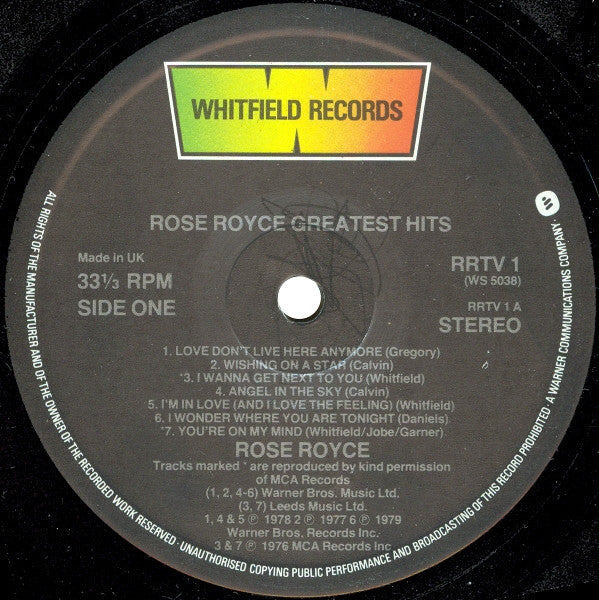 WHITFIELD RECORDS
ROSE ROYCE GREATEST HITS
Made in UK
33⅓ RPM
SIDE ONE
RRTV 1
(WS 5038)
RRTV 1 A
STEREO
1. LOVE DON'T LIVE HERE ANYMORE (Gregory)
2. WISHING ON A STAR (Calvin)
*3. I WANNA GET NEXT TO YOU (Whitfield)
4. ANGEL IN THE SKY (Calvin)
5. I'M IN LOVE (AND I LOVE THE FEELING) (Whitfield)
6. I WONDER WHERE YOU ARE TONIGHT (Daniels)
*7. YOU'RE ON MY MIND (Whitfield/Jobe/Garner)
ROSE ROYCE
Tracks marked * are reproduced by kind permission
of MCA Records
(1, 2, 4-6) Warner Bros. Music Ltd.
(3, 7) Leeds Music Ltd.
1, 4 & 5 ℗ 1978 2 ℗ 1977 6 ℗ 1979
Warner Bros. Records Inc.
3 & 7 ℗ 1976 MCA Records Inc
ALL RIGHTS OF THE MANUFACTURER AND OF THE OWNER OF THE RECORDED WORK RESERVED · UNAUTHORISED COPYING PUBLIC PERFORMANCE AND BROADCASTING OF THIS RECORD PROHIBITED · A WARNER COMMUNICATIONS COMPANY.